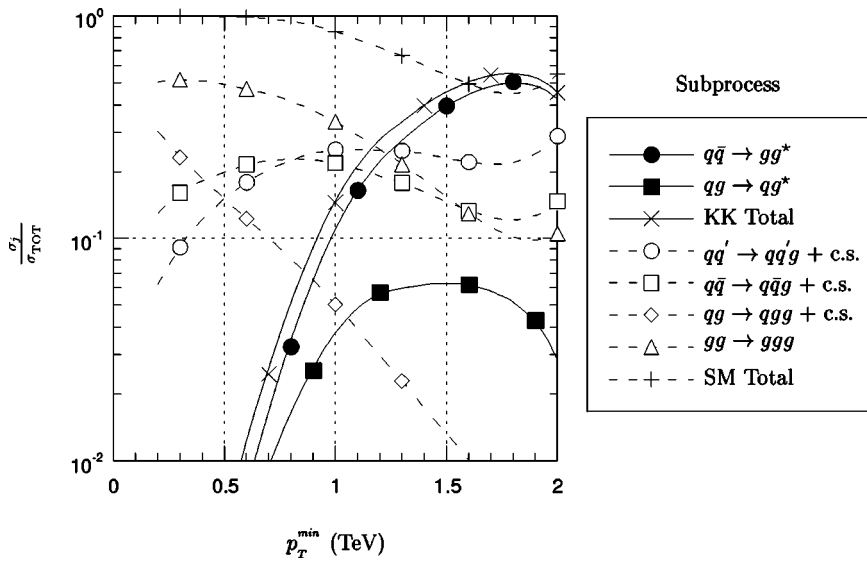 10⁰
10⁻¹
10⁻²
σⱼ
σ_TOT
0 0.5 1 1.5 2
p_T^min (TeV)
Subprocess
qq̄ → gg⋆
qg → qg⋆
KK Total
qq′ → qq′g + c.s.
qq̄ → qq̄g + c.s.
qg → qgg + c.s.
gg → ggg
SM Total